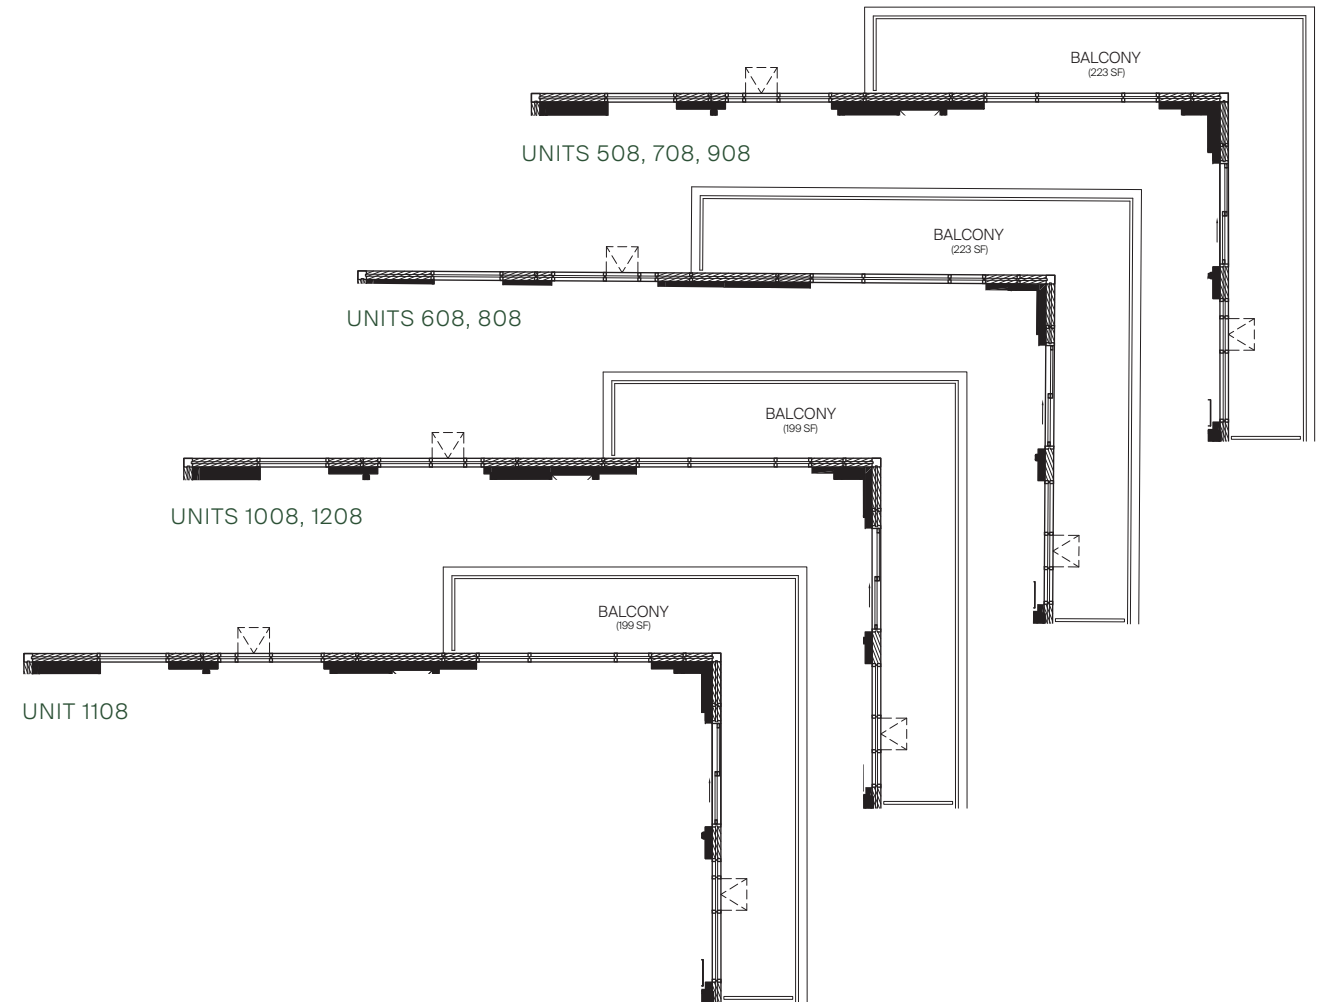 BALCONY
(223 SF)
UNITS 508, 708, 908
BALCONY
(223 SF)
UNITS 608, 808
BALCONY
(199 SF)
UNITS 1008, 1208
BALCONY
(199 SF)
UNIT 1108